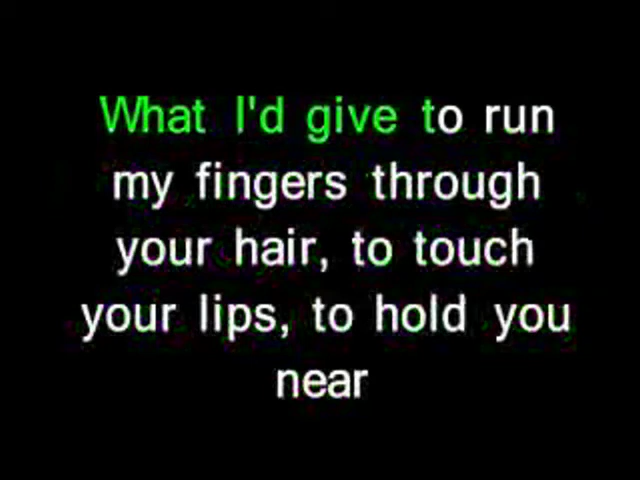 What I'd give to run
my fingers through
your hair, to touch
your lips, to hold you
near